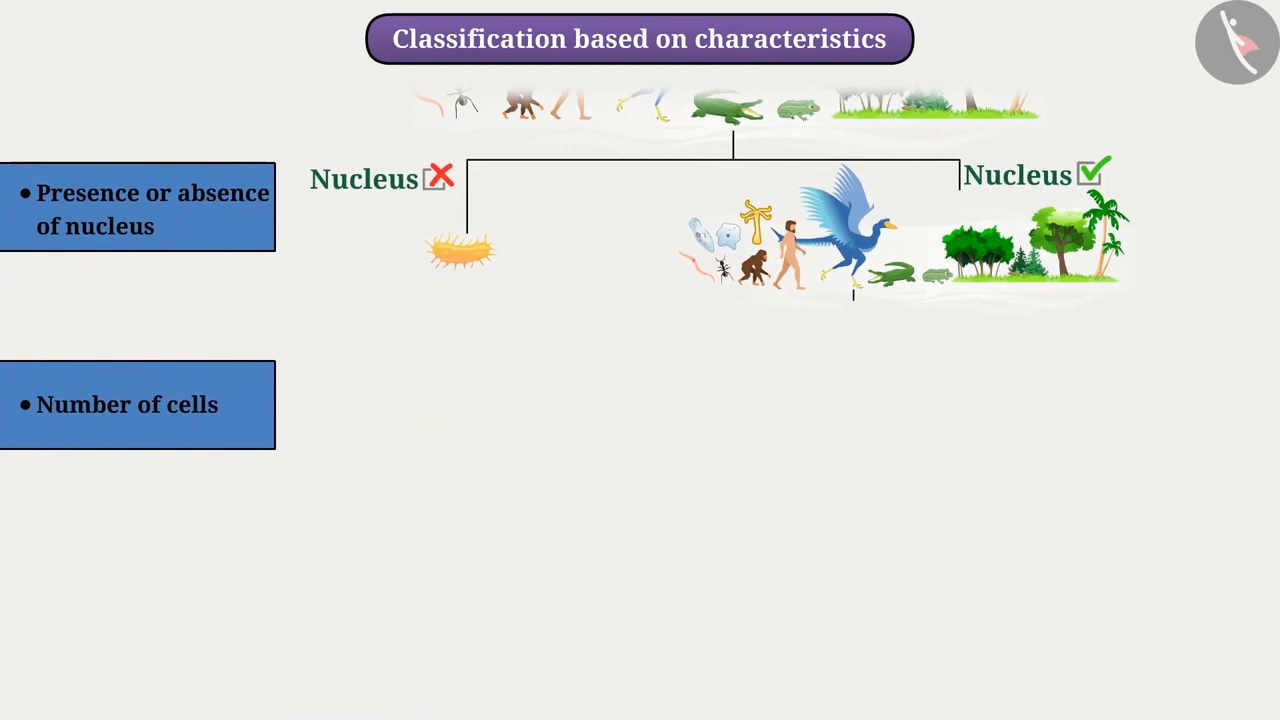 Classification based on characteristics
Nucleus
Nucleus
• Presence or absence
of nucleus
• Number of cells